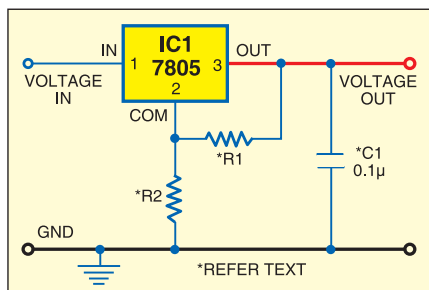 IC1
7805
IN
OUT
1
3
2
VOLTAGE
IN
VOLTAGE
OUT
COM
*R1
*C1
0.1µ
*R2
GND
*REFER TEXT